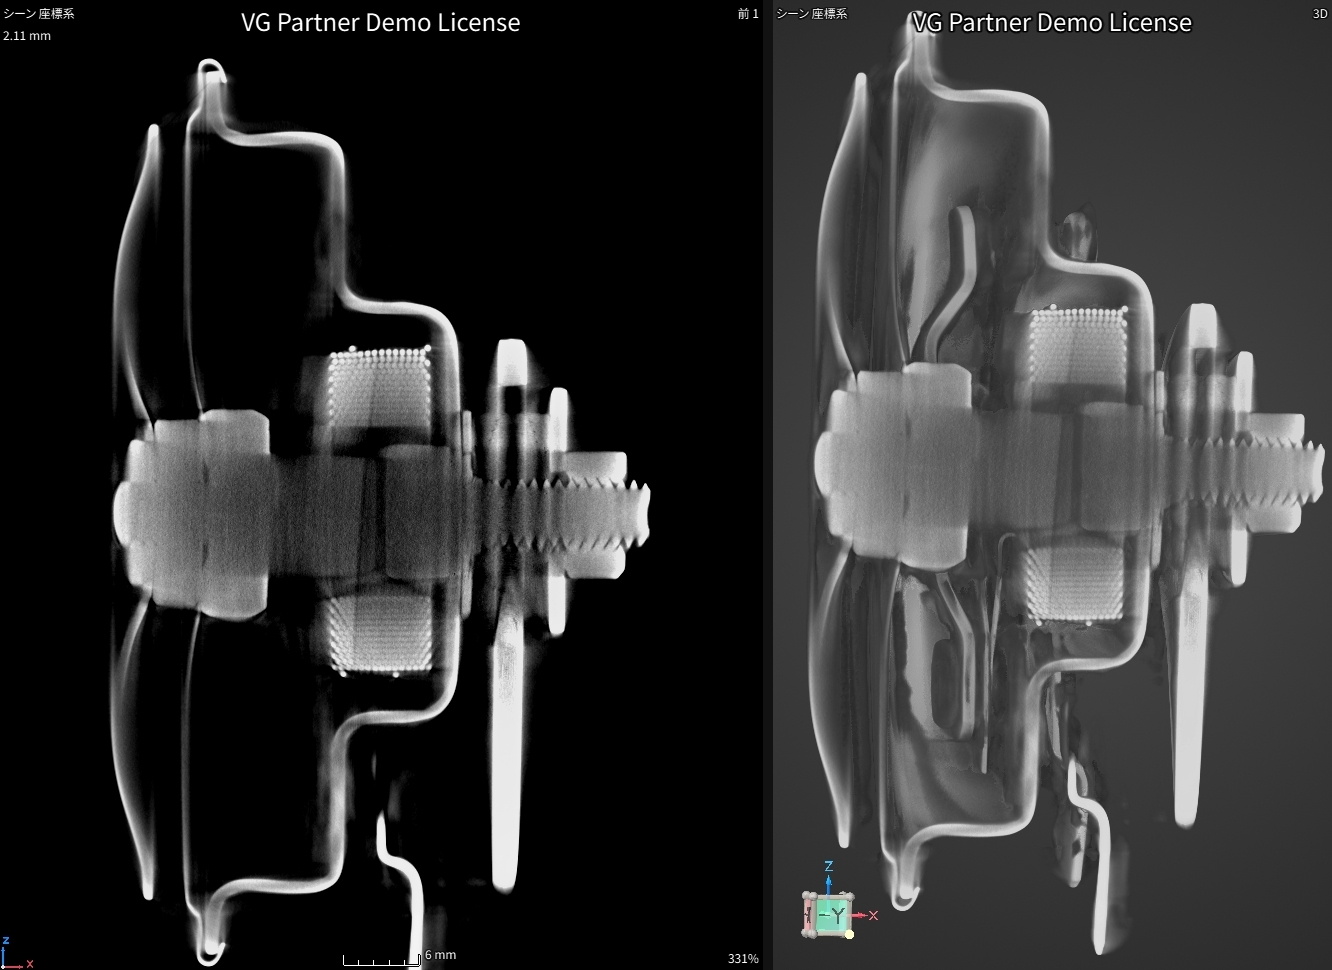 シーン 座標系
VG Partner Demo License
前 1
2.11 mm
6 mm
331%
z
x
シーン 座標系
VG Partner Demo License
3D
Z
-Y
X